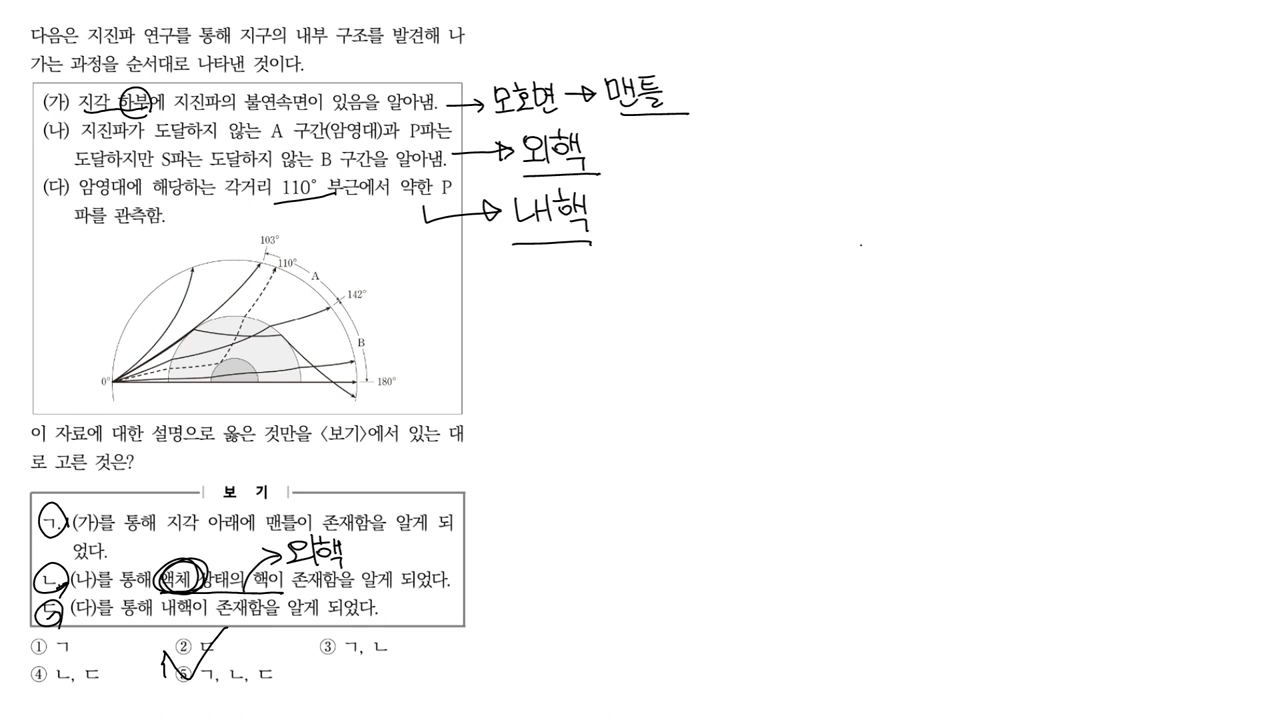 다음은 지진파 연구를 통해 지구의 내부 구조를 발견해 나
가는 과정을 순서대로 나타낸 것이다.
(가) 지각 하부에 지진파의 불연속면이 있음을 알아냄. → 모호면 → 맨틀
(나) 지진파가 도달하지 않는 A 구간(암영대)과 P파는
도달하지만 S파는 도달하지 않는 B 구간을 알아냄. → 외핵
(다) 암영대에 해당하는 각거리 110° 부근에서 약한 P
파를 관측함. → 내핵
103°
110°
A
142°
B
0°
180°
이 자료에 대한 설명으로 옳은 것만을 〈보기〉에서 있는 대
로 고른 것은?
보 기
ㄱ. (가)를 통해 지각 아래에 맨틀이 존재함을 알게 되
었다.
→ 외핵
ㄴ. (나)를 통해 액체 상태의 핵이 존재함을 알게 되었다.
ㄷ. (다)를 통해 내핵이 존재함을 알게 되었다.
① ㄱ ② ㄷ ③ ㄱ, ㄴ
④ ㄴ, ㄷ ⑤ ㄱ, ㄴ, ㄷ